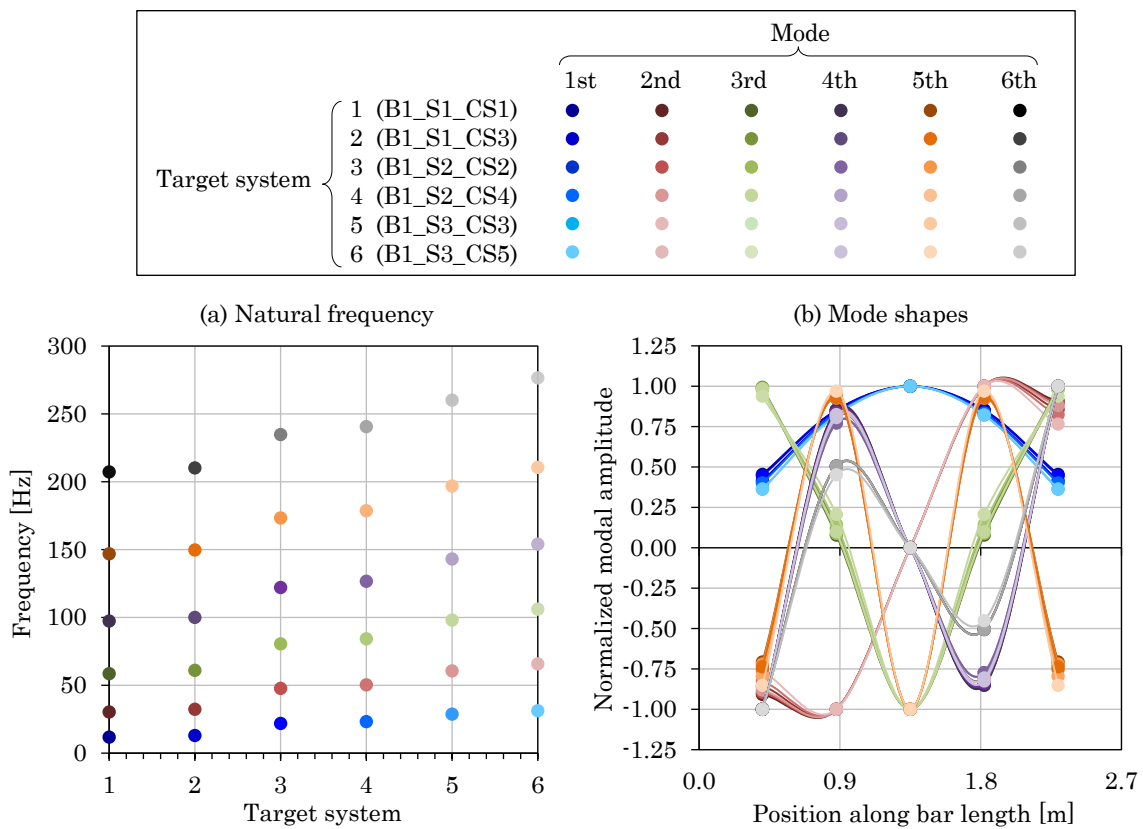 Mode
1st 2nd 3rd 4th 5th 6th
Target system
1 (B1_S1_CS1)
2 (B1_S1_CS3)
3 (B1_S2_CS2)
4 (B1_S2_CS4)
5 (B1_S3_CS3)
6 (B1_S3_CS5)
(a) Natural frequency
Frequency [Hz]
300
250
200
150
100
50
0
1 2 3 4 5 6
Target system
(b) Mode shapes
Normalized modal amplitude
1.25
1.00
0.75
0.50
0.25
0.00
-0.25
-0.50
-0.75
-1.00
-1.25
0.0 0.9 1.8 2.7
Position along bar length [m]